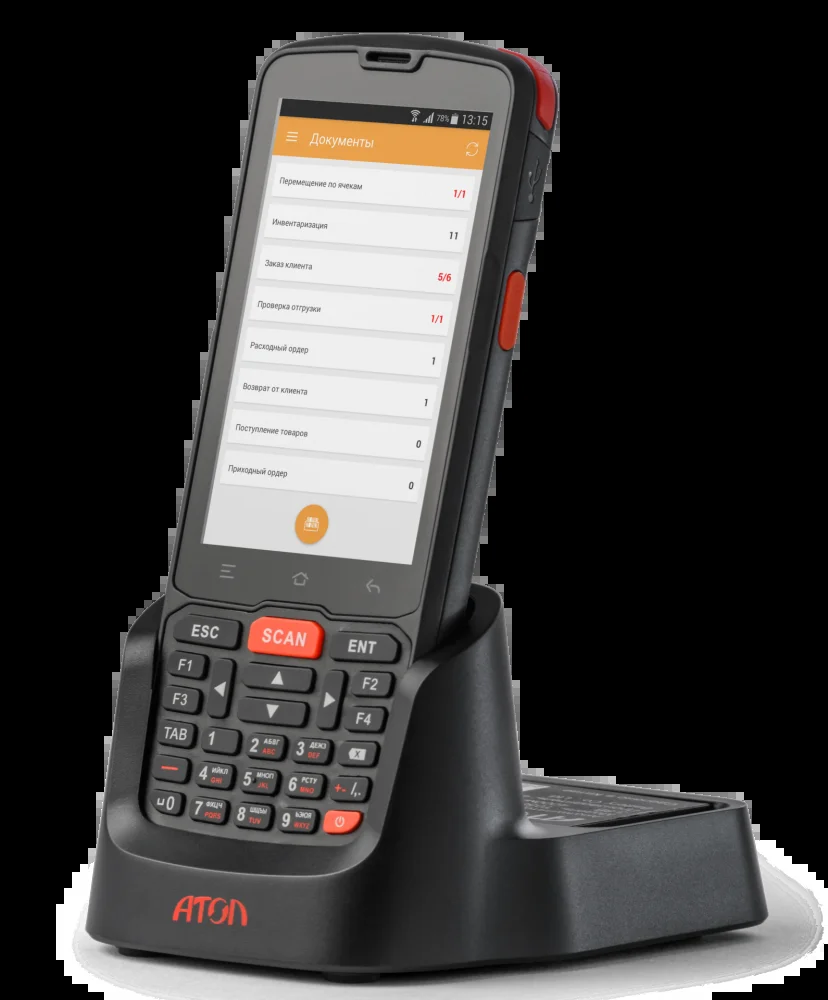 78% 13:15
Документы
Перемещение по ячекам 1/1
Инвентаризация 11
Заказ клиента 5/6
Проверка отгрузки 1/1
Расходный ордер 1
Возврат от клиента 1
Поступление товаров 0
Приходный ордер 0
ESC SCAN ENT
F1 F2
F3 F4
TAB 1 2 АБВГ ABC 3 ДЕЖЗ DEF X
4 ИЙКЛ GHI 5 МНОП JKL 6 РСТУ MNO +- /,.
0 7 ФХЦЧ PQRS 8 ШЩЪЫ TUV 9 ЬЭЮЯ WXYZ
АТОЛ